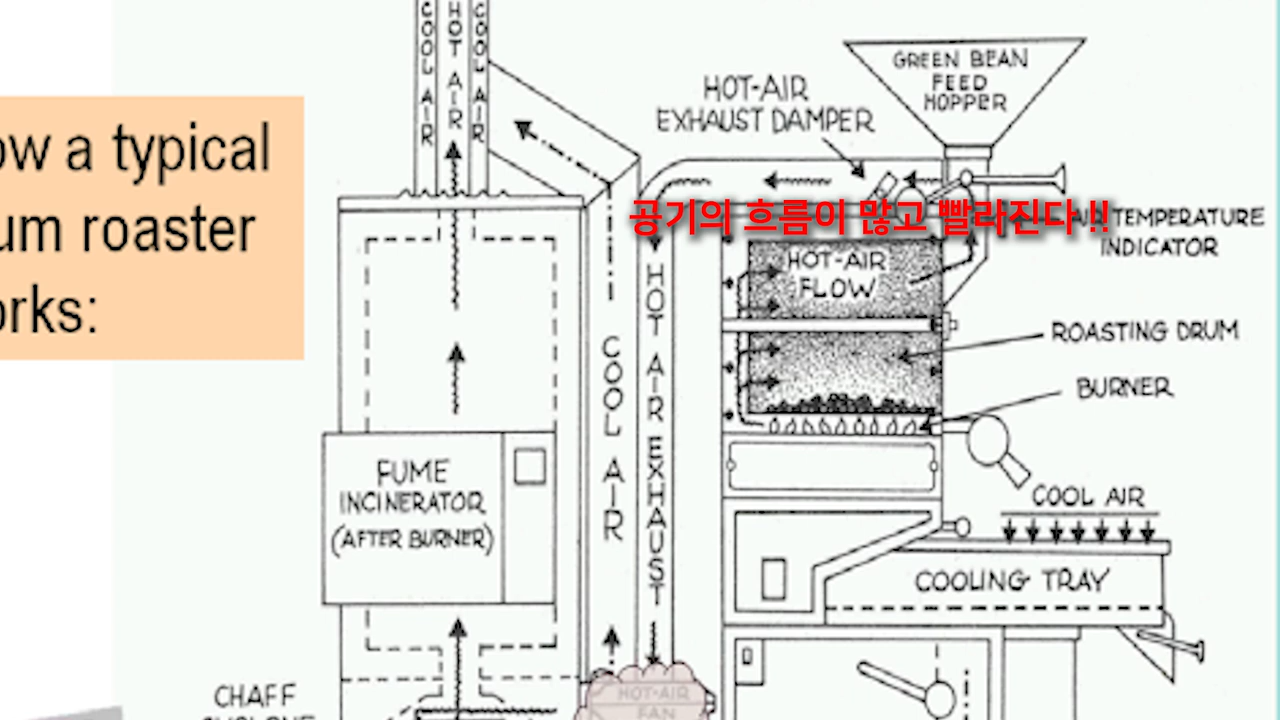 ow a typical
um roaster
orks:
COOL AIR
HOT AIR
COOL AIR
HOT-AIR
EXHAUST DAMPER
GREEN BEAN
FEED
HOPPER
공기의 흐름이 많고 빨라진다 !!
TEMPERATURE
INDICATOR
HOT-AIR
FLOW
ROASTING DRUM
BURNER
COOL AIR
HOT AIR EXHAUST
FUME
INCINERATOR
(AFTER BURNER)
COOL AIR
COOLING TRAY
CHAFF
CYCLONE
HOT-AIR
FAN